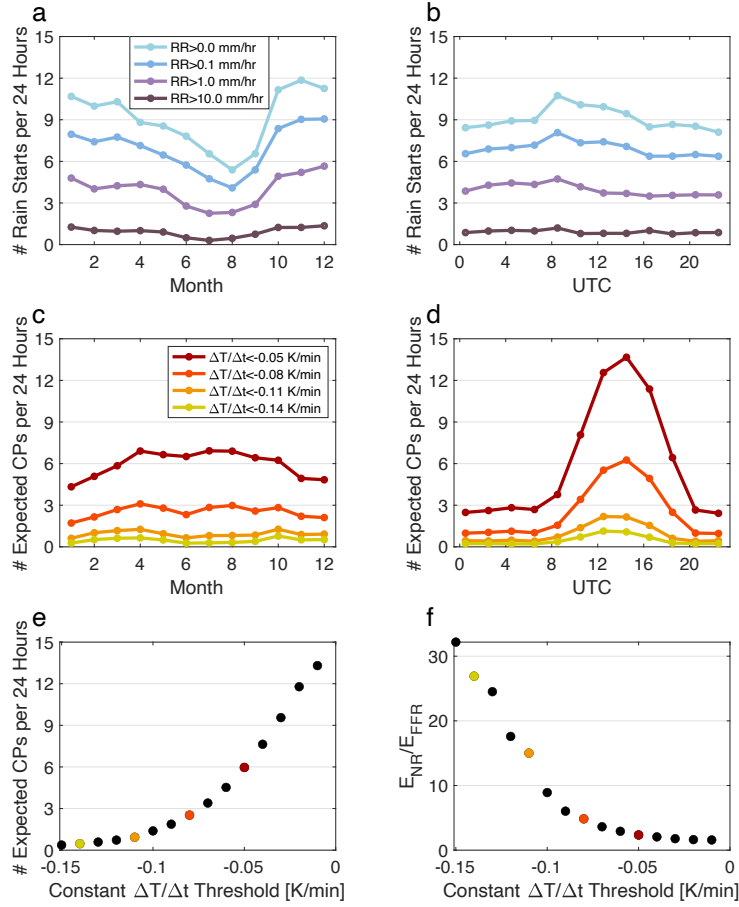 a
# Rain Starts per 24 Hours
15
12
9
6
3
0
RR>0.0 mm/hr
RR>0.1 mm/hr
RR>1.0 mm/hr
RR>10.0 mm/hr
2 4 6 8 10 12
Month
b
# Rain Starts per 24 Hours
15
12
9
6
3
0
0 4 8 12 16 20
UTC
c
# Expected CPs per 24 Hours
15
12
9
6
3
0
ΔT/Δt<-0.05 K/min
ΔT/Δt<-0.08 K/min
ΔT/Δt<-0.11 K/min
ΔT/Δt<-0.14 K/min
2 4 6 8 10 12
Month
d
# Expected CPs per 24 Hours
15
12
9
6
3
0
0 4 8 12 16 20
UTC
e
# Expected CPs per 24 Hours
15
12
9
6
3
0
-0.15 -0.1 -0.05 0
Constant ΔT/Δt Threshold [K/min]
f
E_NR/E_FFR
30
20
10
0
-0.15 -0.1 -0.05 0
Constant ΔT/Δt Threshold [K/min]